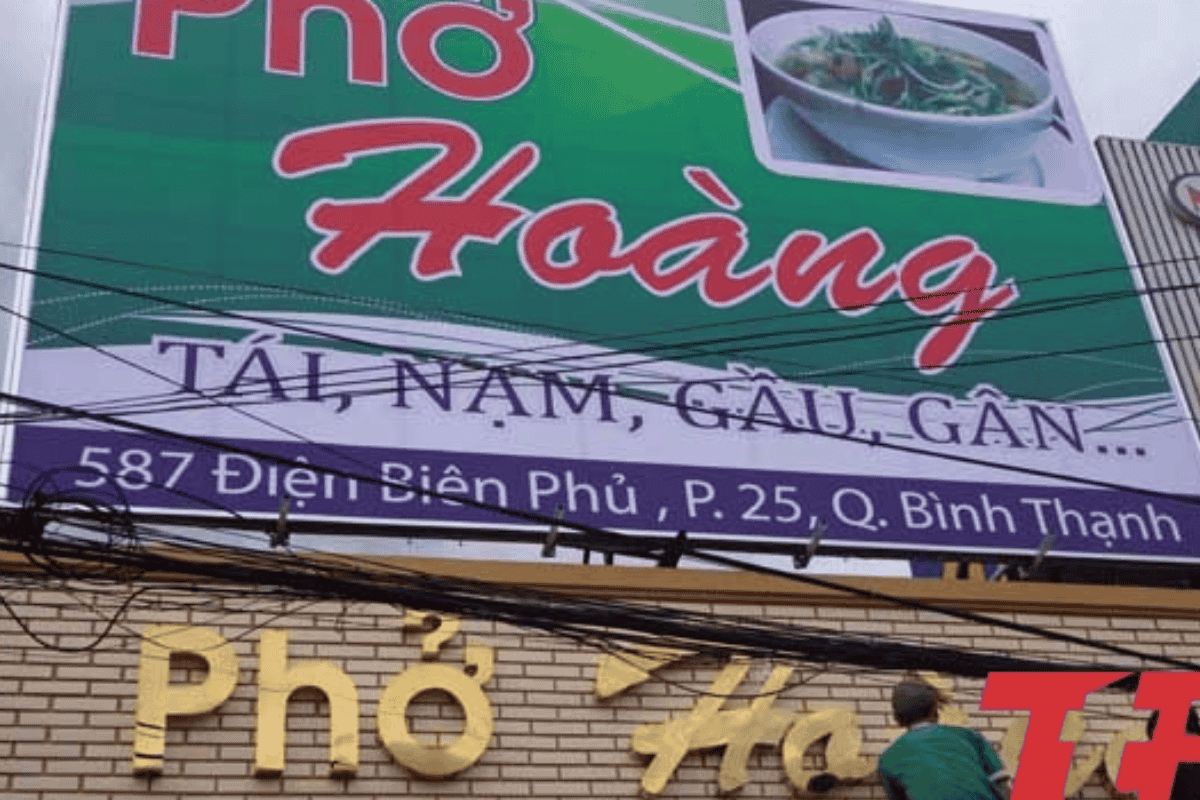 Phở
Hoàng
TÁI, NẠM, GẦU, GÂN...
587 Điện Biên Phủ , P. 25, Q. Bình Thạnh
Phở